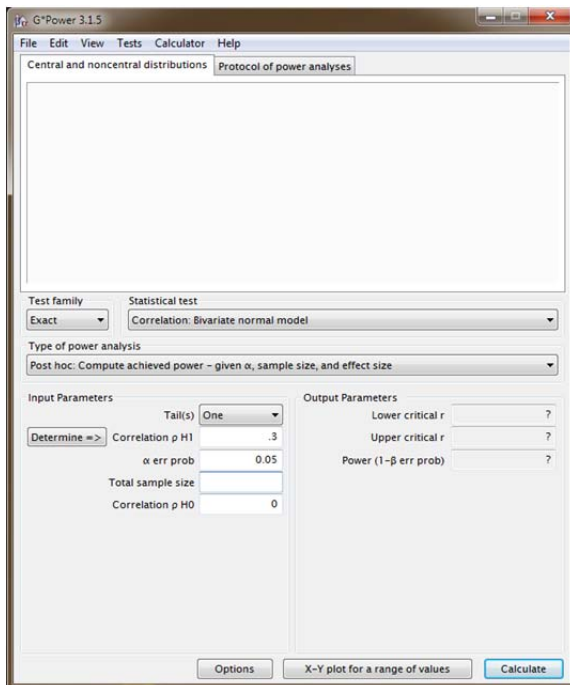 G*Power 3.1.5
File Edit View Tests Calculator Help
Central and noncentral distributions Protocol of power analyses
Test family Statistical test
Exact Correlation: Bivariate normal model
Type of power analysis
Post hoc: Compute achieved power – given α, sample size, and effect size
Input Parameters Output Parameters
Tail(s) One Lower critical r ?
Determine => Correlation ρ H1 .3 Upper critical r ?
α err prob 0.05 Power (1-β err prob) ?
Total sample size
Correlation ρ H0 0
Options X-Y plot for a range of values Calculate